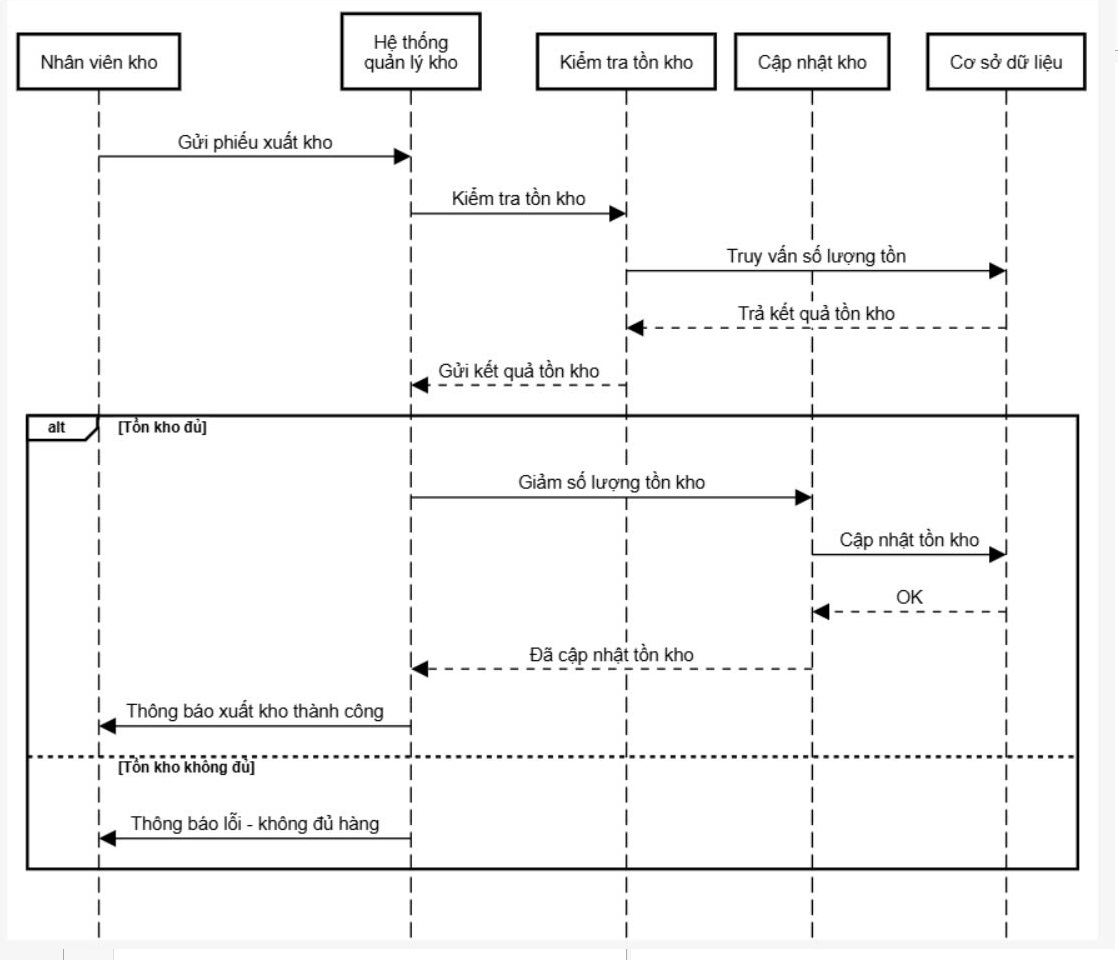 Nhân viên kho
Hệ thống
quản lý kho
Kiểm tra tồn kho
Cập nhật kho
Cơ sở dữ liệu
Gửi phiếu xuất kho
Kiểm tra tồn kho
Truy vấn số lượng tồn
Trả kết quả tồn kho
Gửi kết quả tồn kho
alt
[Tồn kho đủ]
Giảm số lượng tồn kho
Cập nhật tồn kho
OK
Đã cập nhật tồn kho
Thông báo xuất kho thành công
[Tồn kho không đủ]
Thông báo lỗi - không đủ hàng